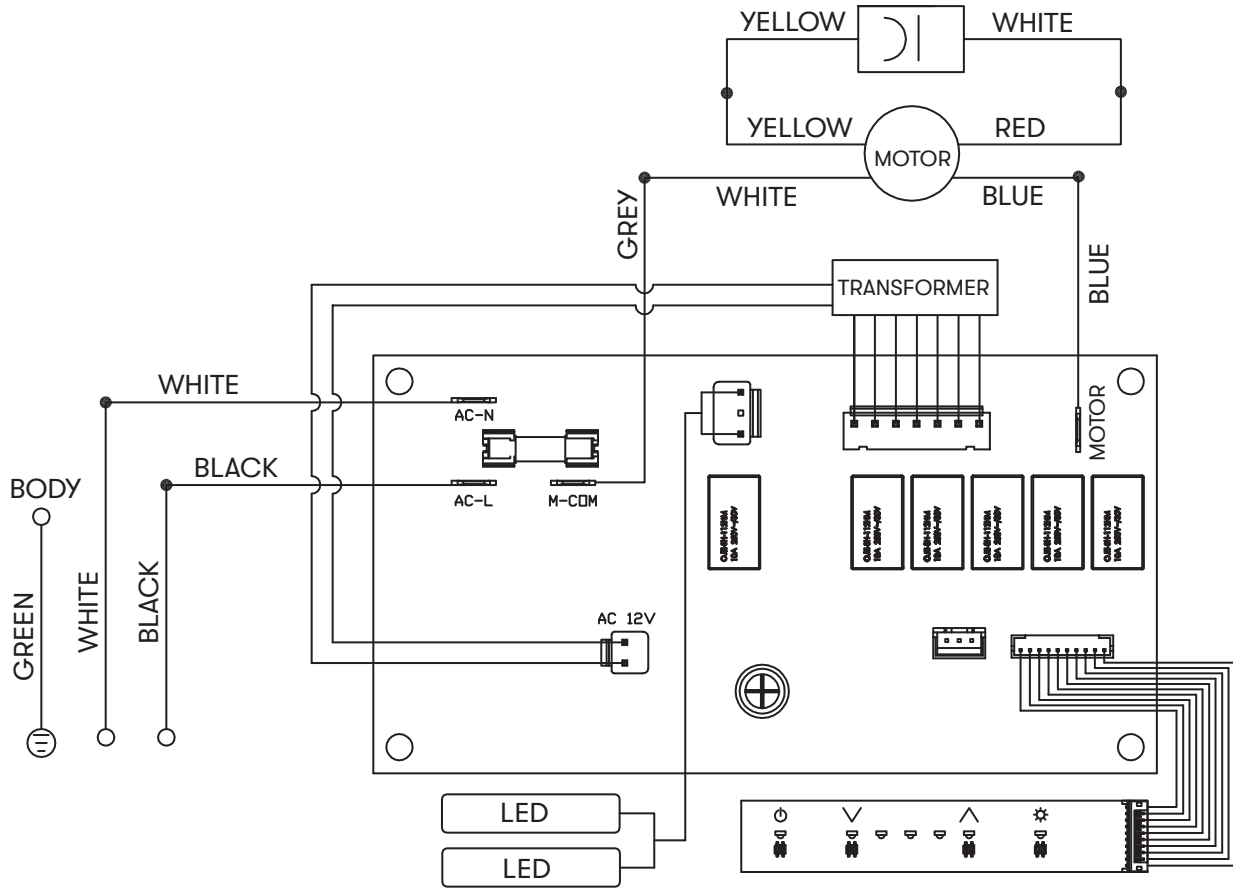 YELLOW
WHITE
YELLOW
MOTOR
RED
WHITE
BLUE
GREY
TRANSFORMER
BLUE
WHITE
AC-N
MOTOR
BLACK
AC-L
M-COM
BODY
GREEN
WHITE
BLACK
AC 12V
LED
LED